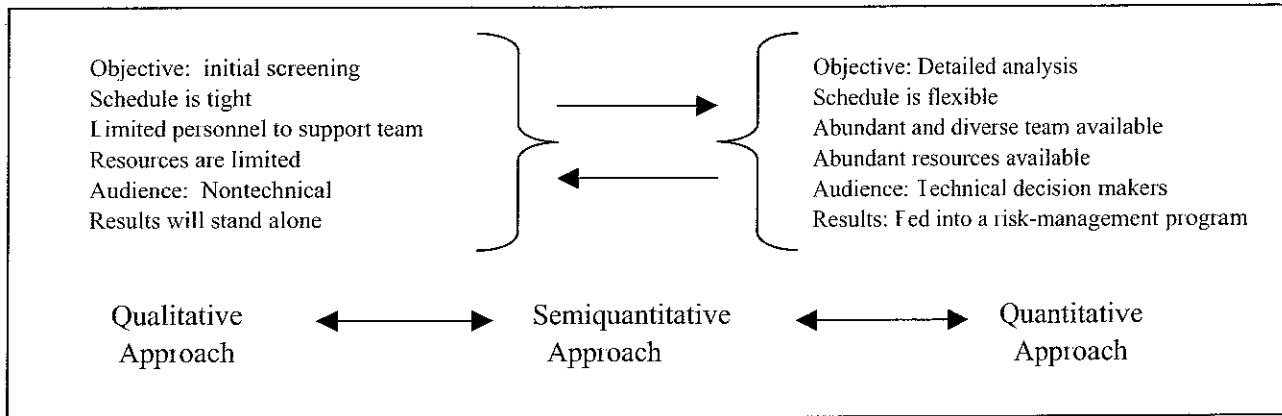 Objective: initial screening
Schedule is tight
Limited personnel to support team
Resources are limited
Audience: Nontechnical
Results will stand alone
Objective: Detailed analysis
Schedule is flexible
Abundant and diverse team available
Abundant resources available
Audience: Technical decision makers
Results: Fed into a risk-management program
Qualitative
Approach
Semiquantitative
Approach
Quantitative
Approach